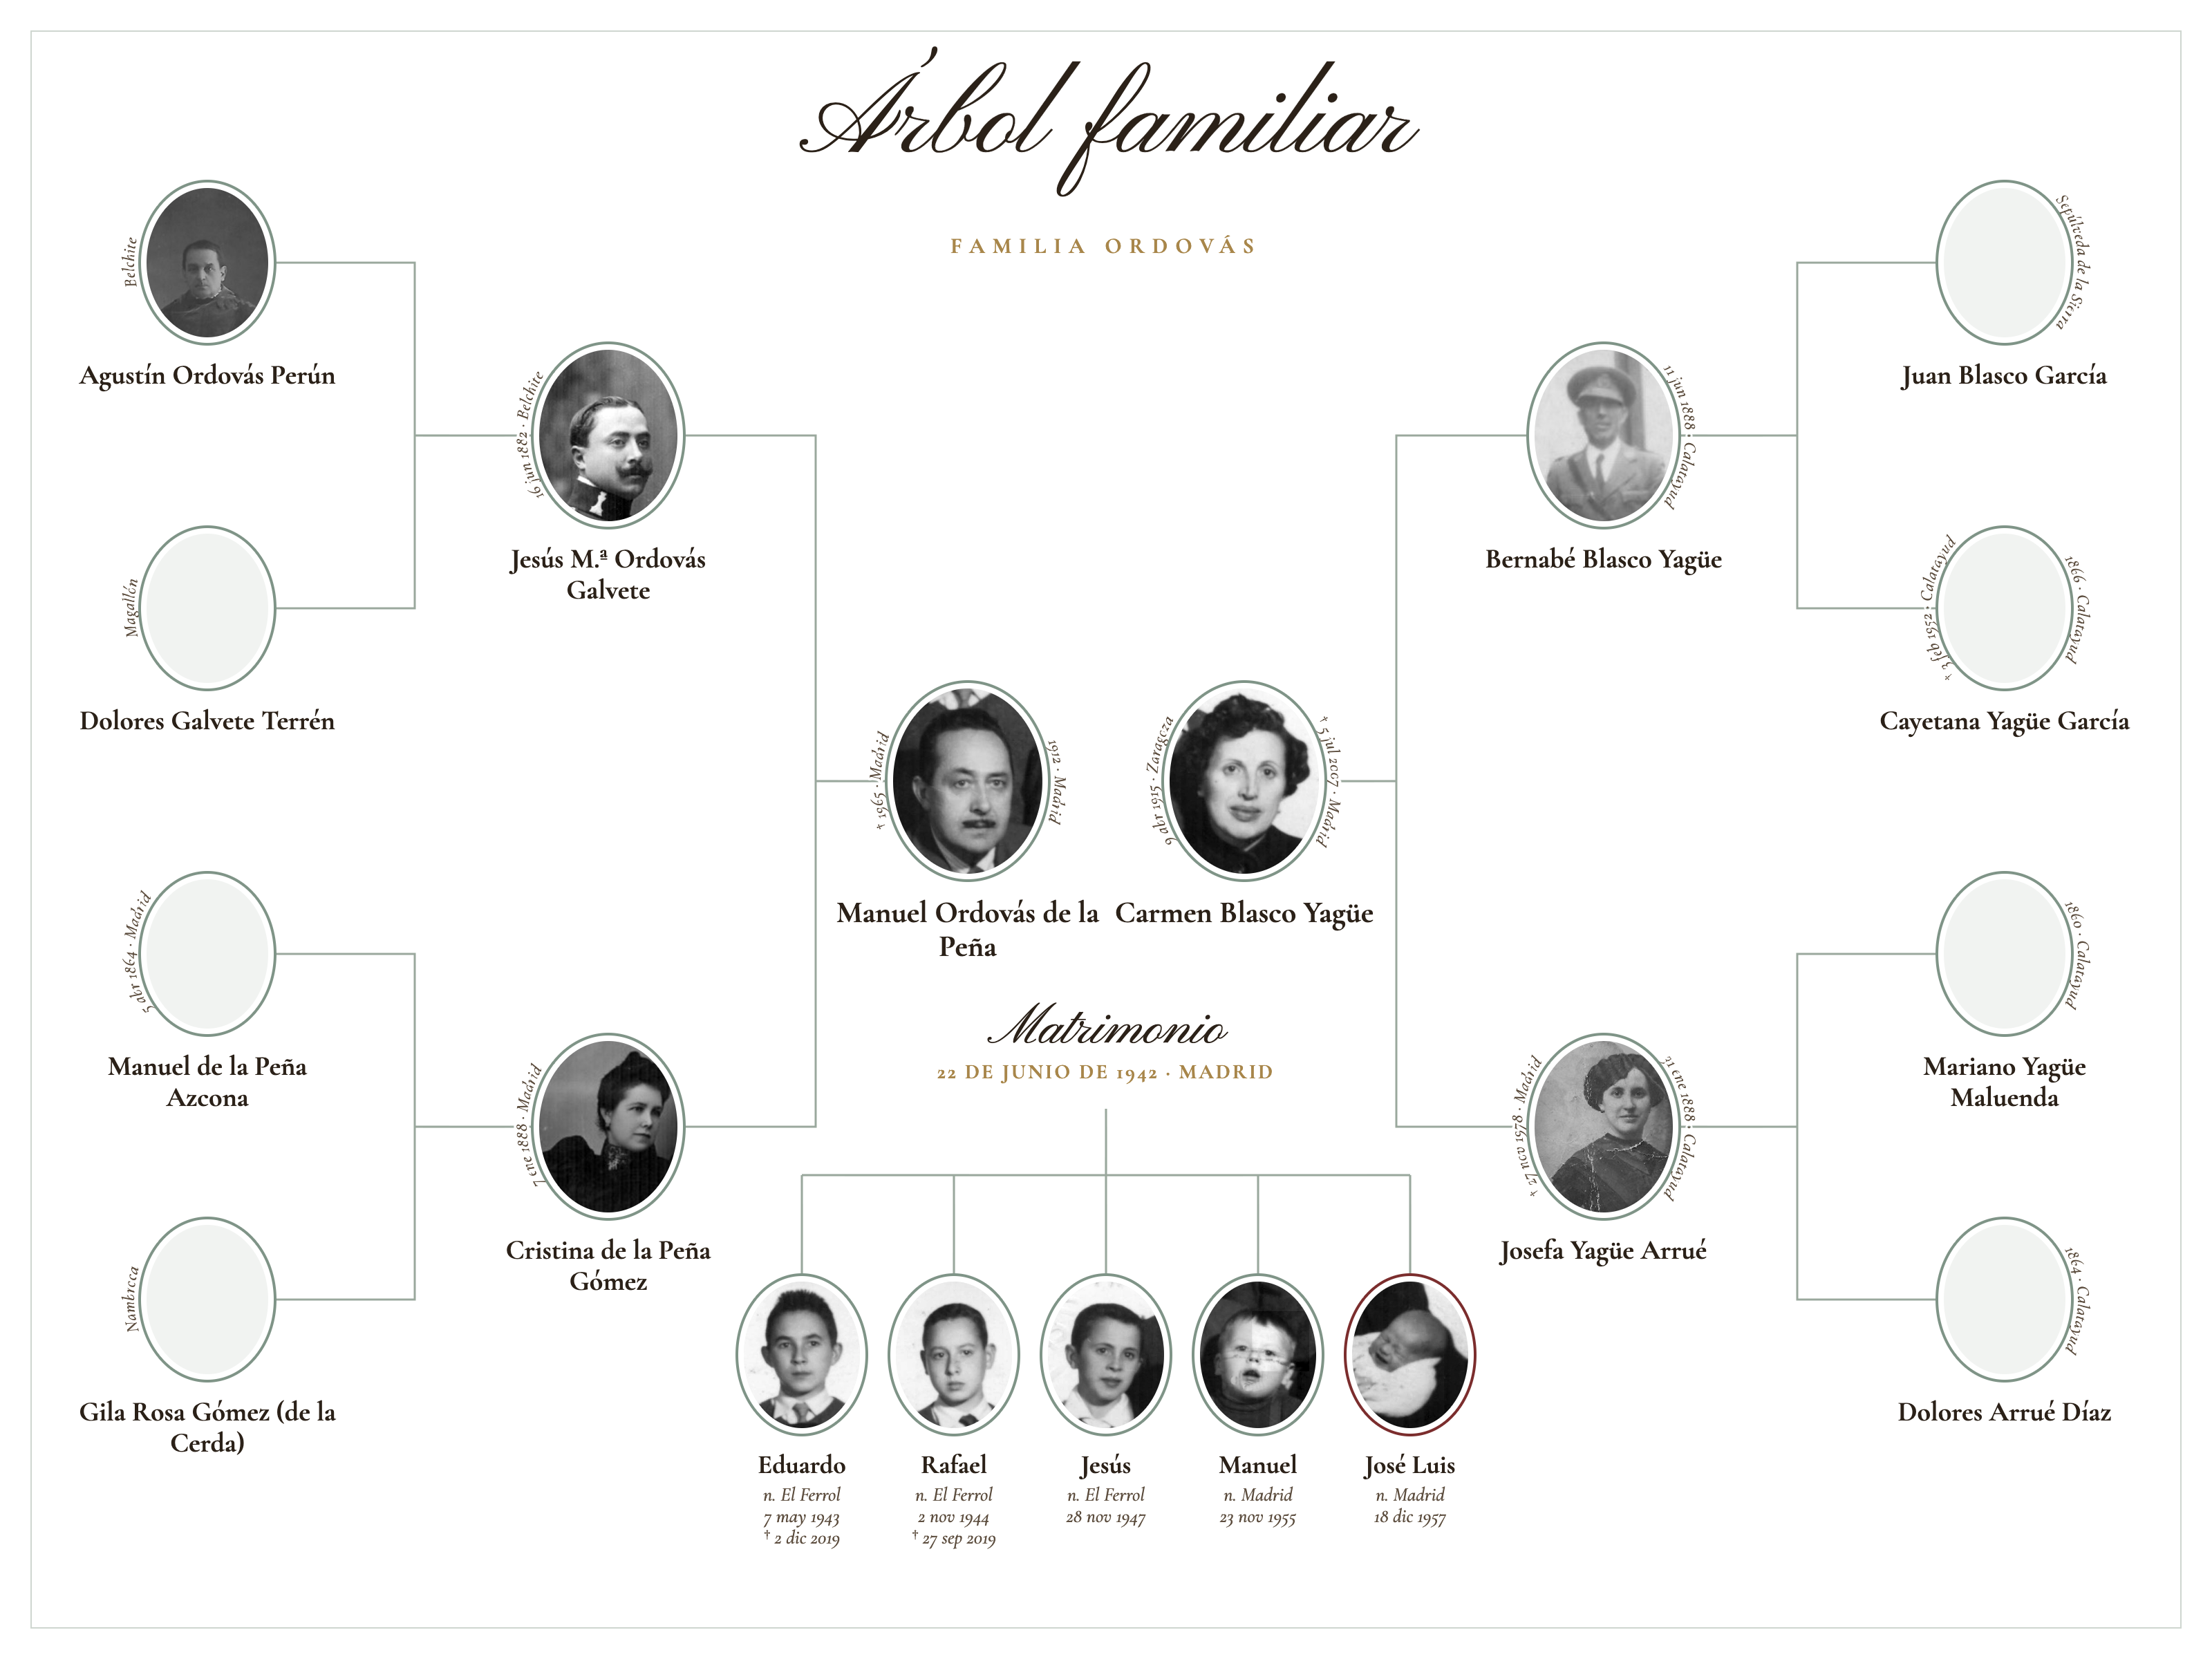 Árbol familiar
FAMILIA ORDOVÁS
Belchite
Agustín Ordovás Perún
Magallón
Dolores Galvete Terrén
16 jun 1882 · Belchite
Jesús M.ª Ordovás
Galvete
5 abr 1864 · Madrid
Manuel de la Peña
Azcona
Nambroca
Gila Rosa Gómez (de la
Cerda)
7 ene 1888 · Madrid
Cristina de la Peña
Gómez
† 1965 · Madrid
1912 · Madrid
Manuel Ordovás de la
Peña
9 abr 1915 · Zaragoza
† 5 jul 2007 · Madrid
Carmen Blasco Yagüe
Matrimonio
22 DE JUNIO DE 1942 · MADRID
11 jun 1888 · Calatayud
Bernabé Blasco Yagüe
Sepúlveda de la Sierra
Juan Blasco García
† 3 feb 1952 · Calatayud
1866 · Calatayud
Cayetana Yagüe García
† 27 nov 1978 · Madrid
21 ene 1888 · Calatayud
Josefa Yagüe Arrué
1860 · Calatayud
Mariano Yagüe
Maluenda
1864 · Calatayud
Dolores Arrué Díaz
Eduardo
n. El Ferrol
7 may 1943
† 2 dic 2019
Rafael
n. El Ferrol
2 nov 1944
† 27 sep 2019
Jesús
n. El Ferrol
28 nov 1947
Manuel
n. Madrid
23 nov 1955
José Luis
n. Madrid
18 dic 1957